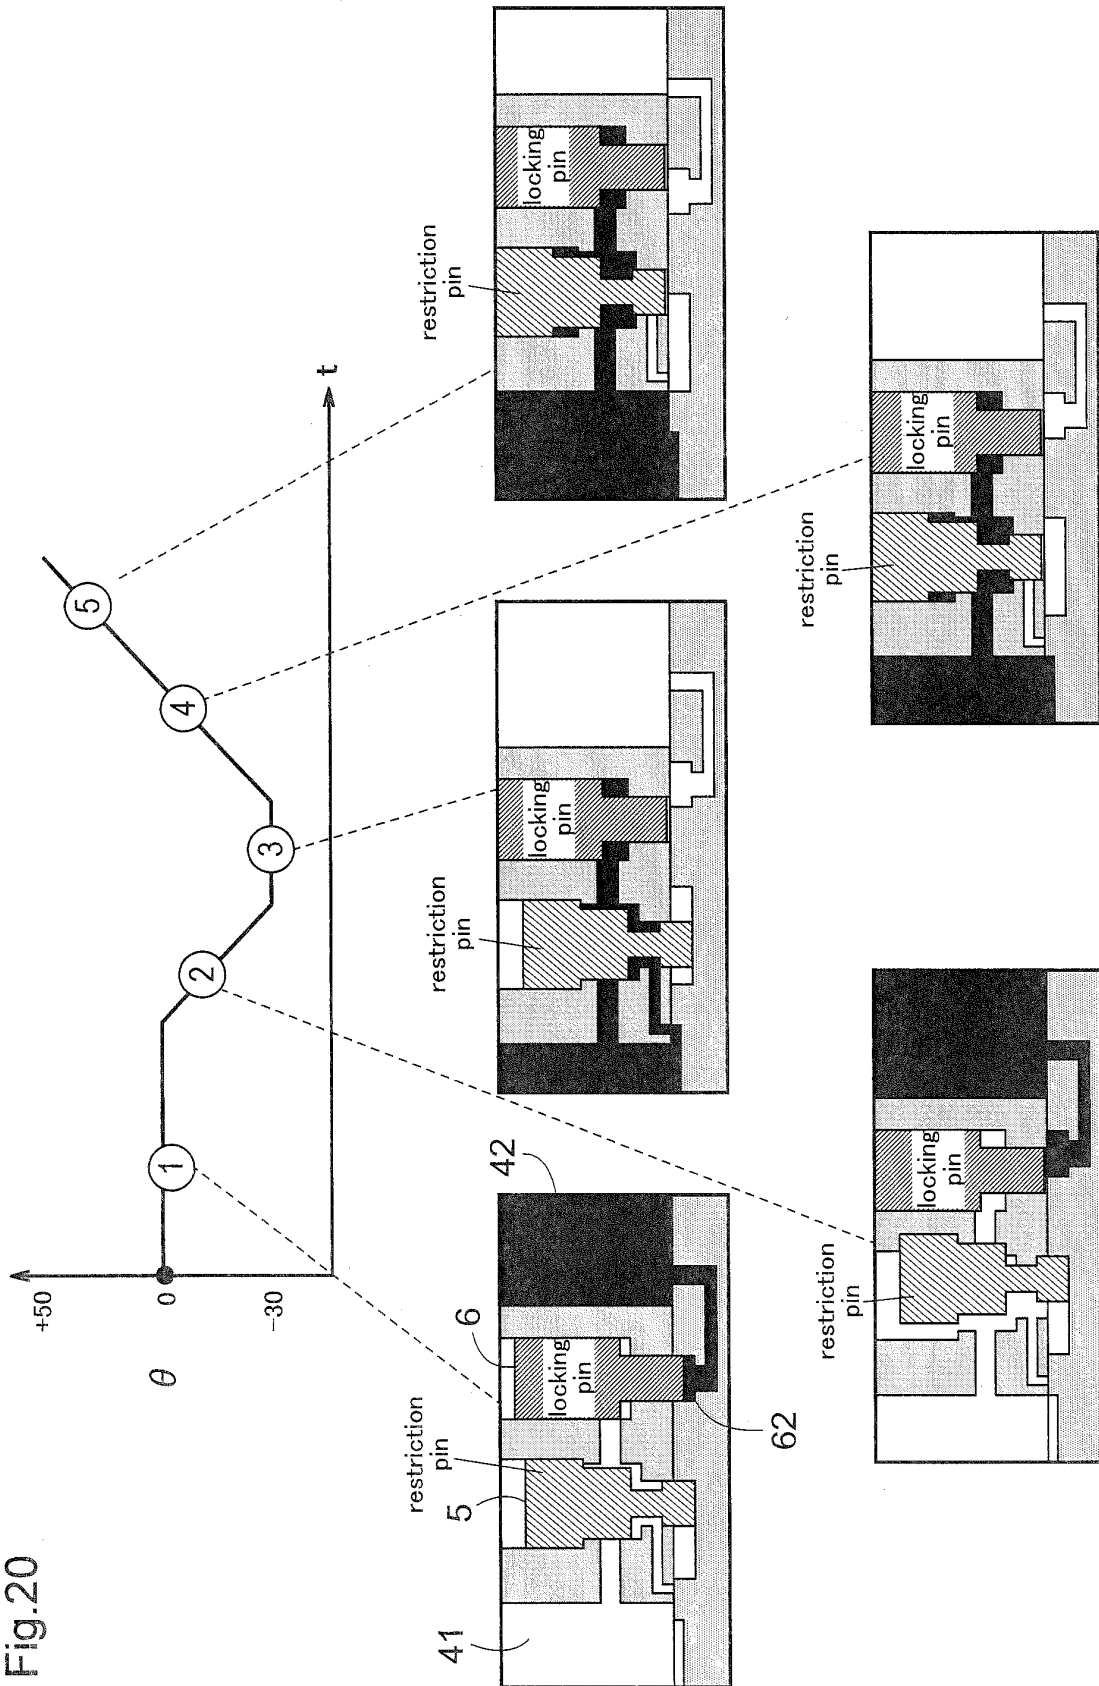 Fig.20
θ
+50
0
−30
t
1
2
3
4
5
41
5
restriction
pin
6
locking
pin
62
42
restriction
pin
locking
pin
restriction
pin
locking
pin
restriction
pin
locking
pin
restriction
pin
locking
pin